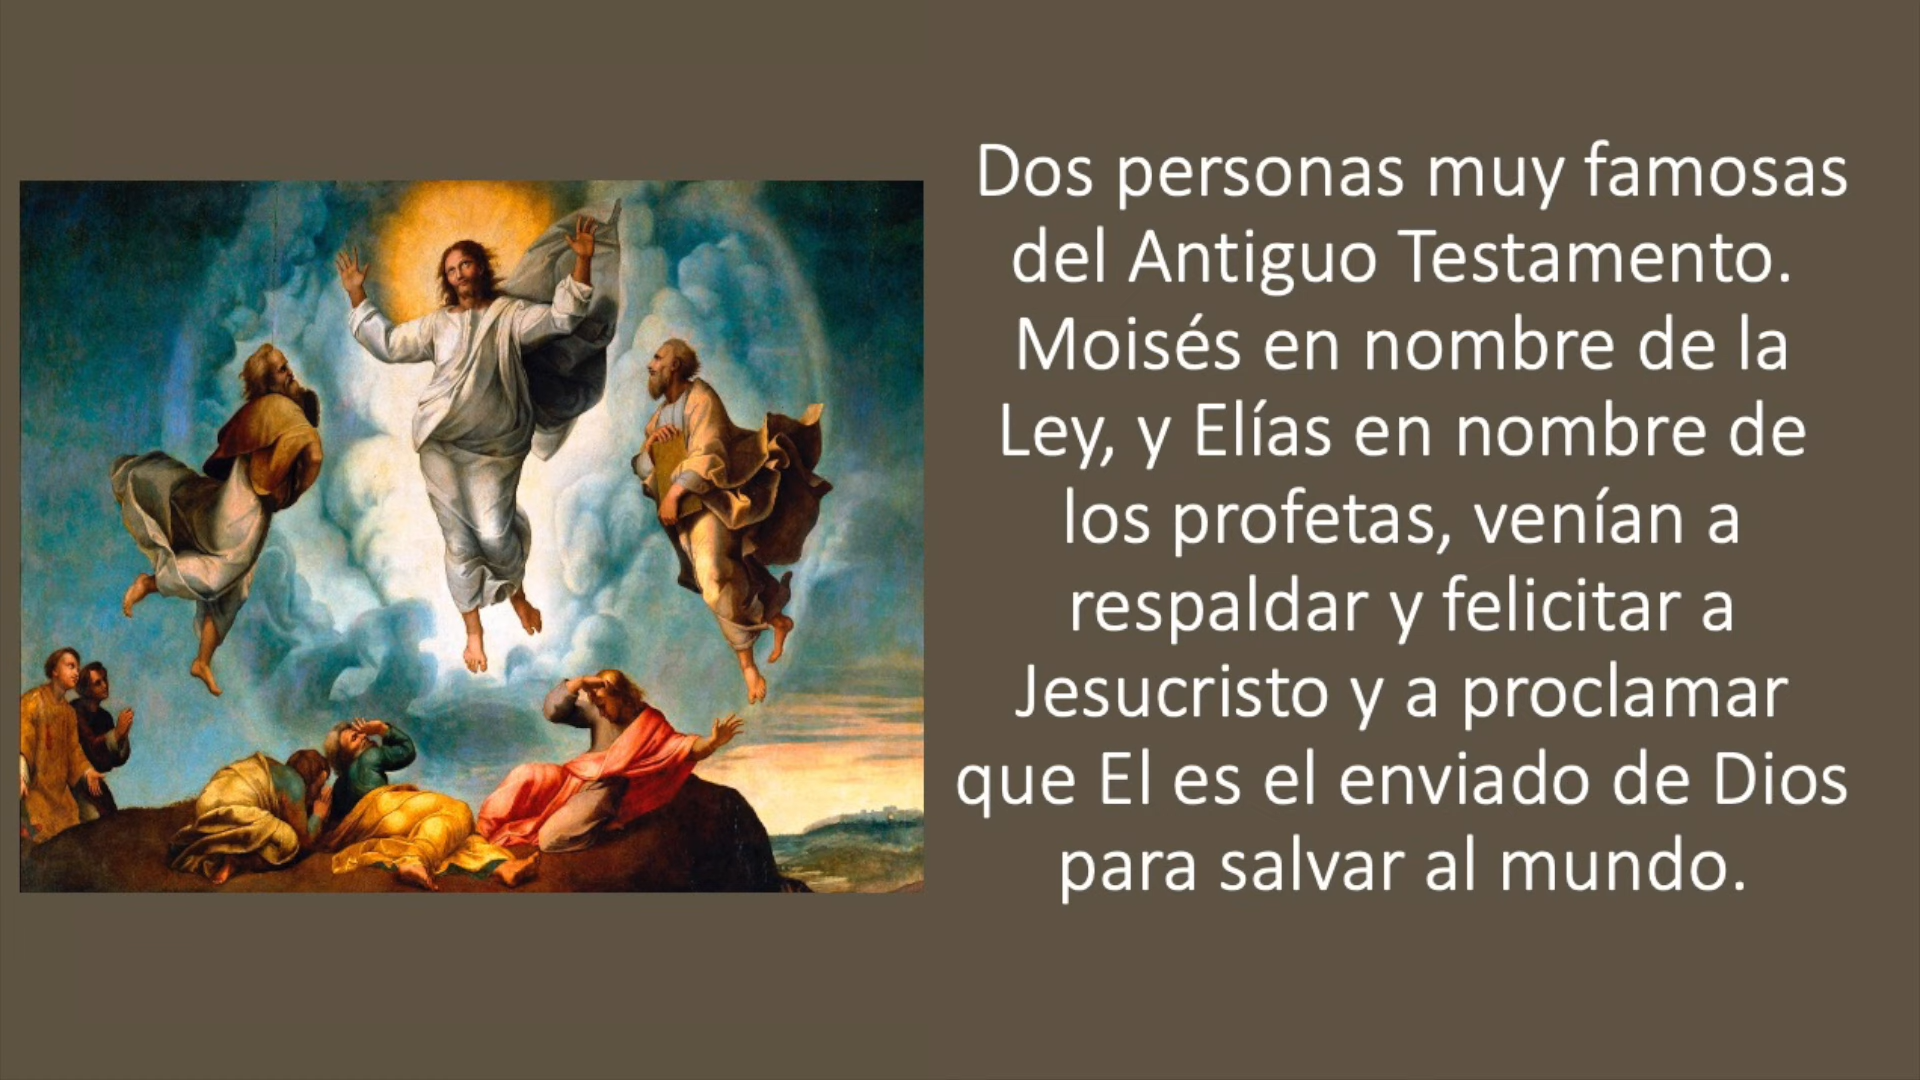 Dos personas muy famosas
del Antiguo Testamento.
Moisés en nombre de la
Ley, y Elías en nombre de
los profetas, venían a
respaldar y felicitar a
Jesucristo y a proclamar
que El es el enviado de Dios
para salvar al mundo.